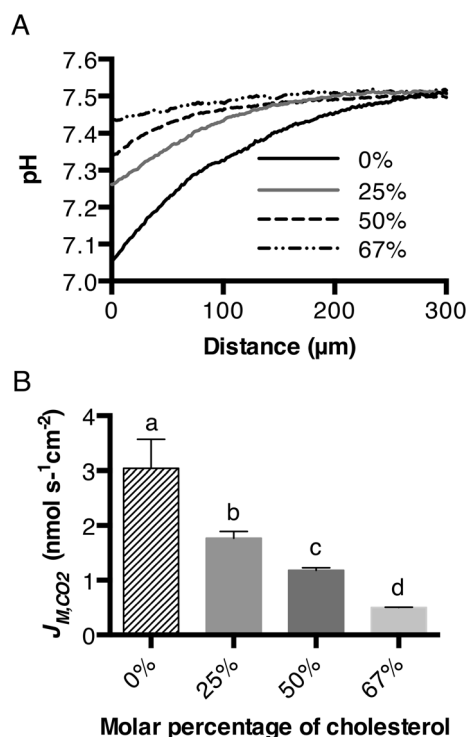 A
7.6
7.5
7.4
7.3
7.2
7.1
7.0
pH
0%
25%
50%
67%
0 100 200 300
Distance (µm)
B
4
3
2
1
0
J_M,CO2 (nmol s⁻¹cm⁻²)
a
b
c
d
0% 25% 50% 67%
Molar percentage of cholesterol